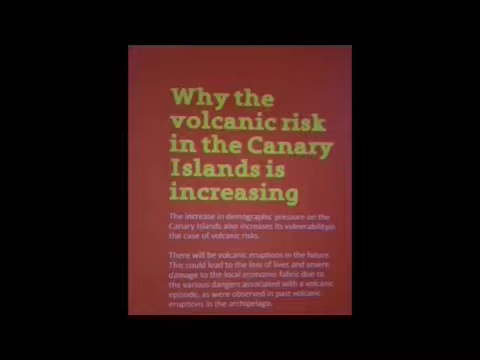 Why the
volcanic risk
in the Canary
Islands is
increasing
The increase in demographic pressure on the
Canary Islands also increases its vulnerability in
the case of volcanic risks.
There will be volcanic eruptions in the future.
This could lead to the loss of lives and severe
damage to the local economic fabric due to
the various dangers associated with a volcanic
episode, as were observed in past volcanic
eruptions in the archipelago.